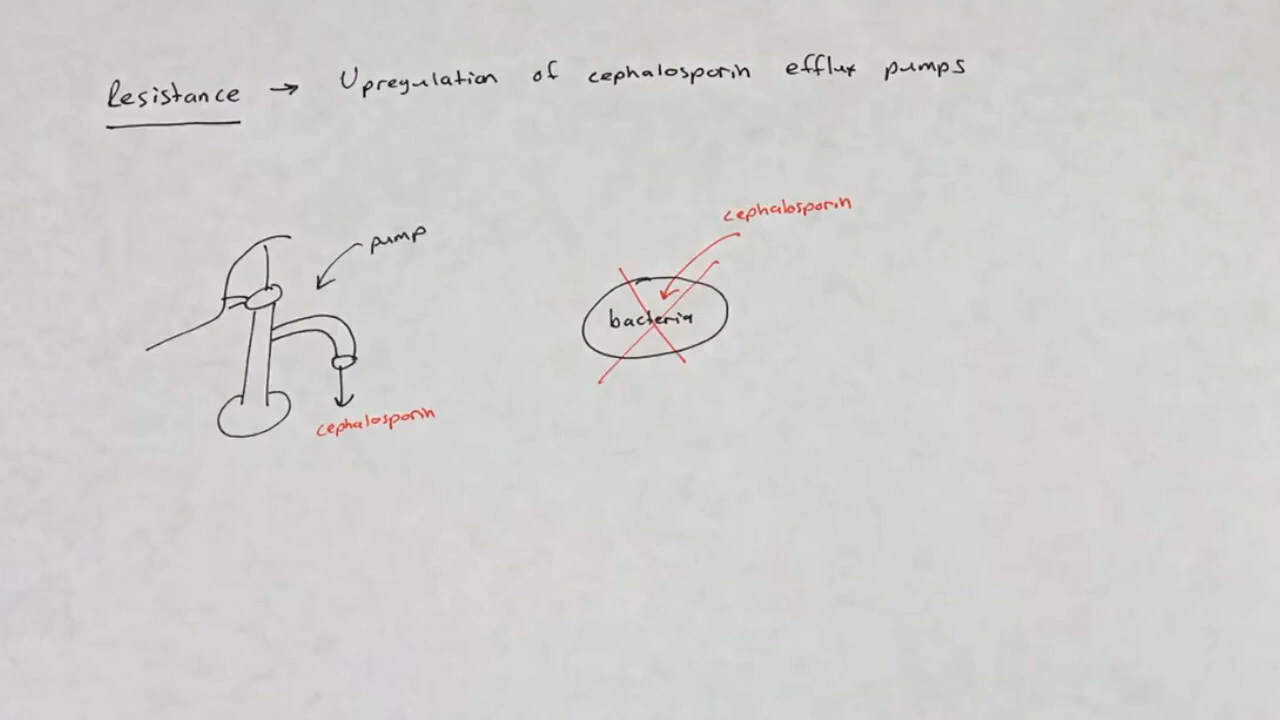 Resistance → Upregulation of cephalosporin efflux pumps
cephalosporin
pump
bacteria
cephalosporin